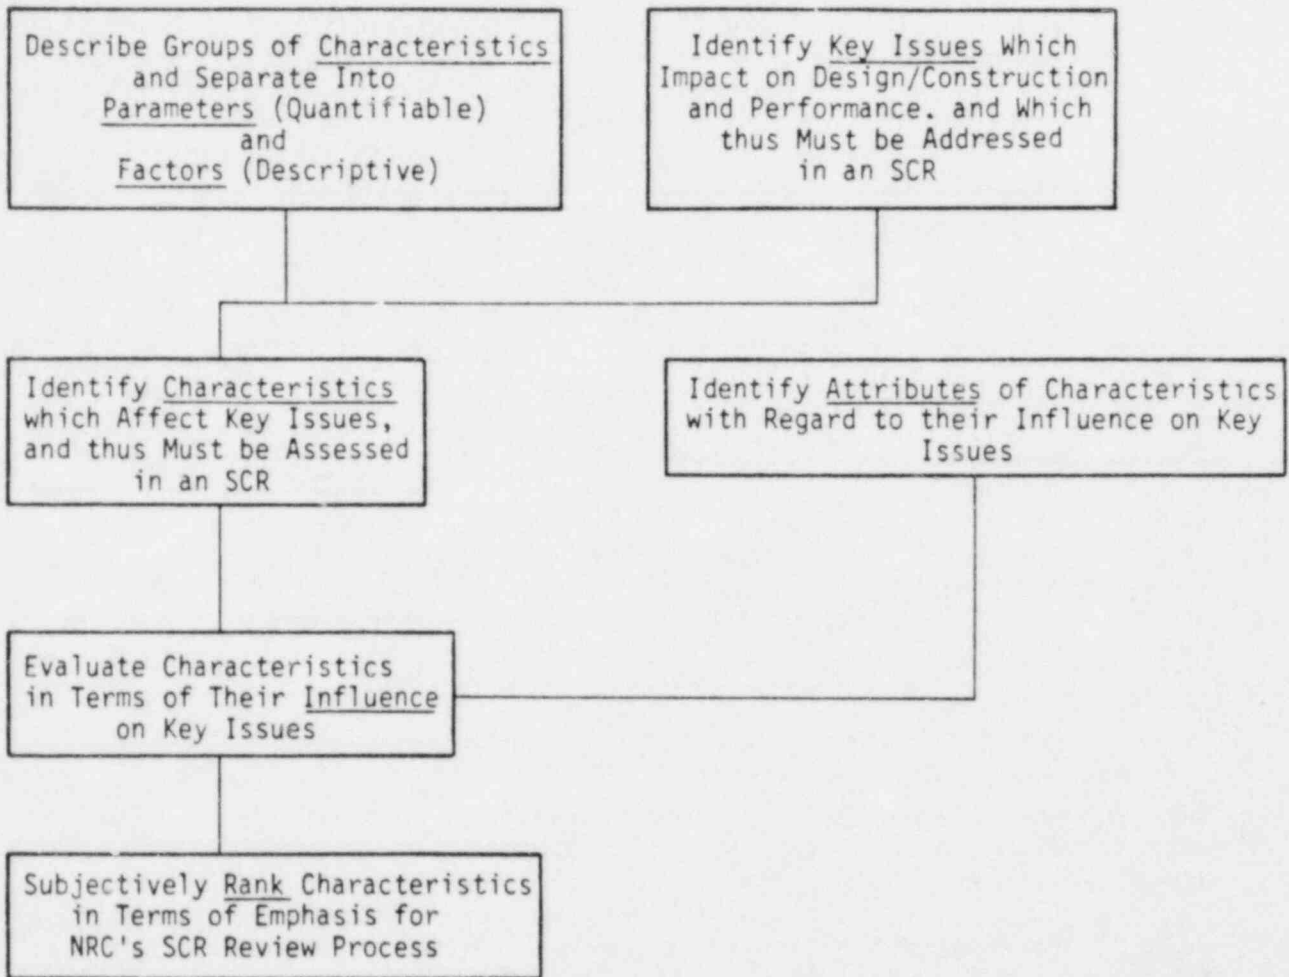 Describe Groups of Characteristics
and Separate Into
Parameters (Quantifiable)
and
Factors (Descriptive)
Identify Key Issues Which
Impact on Design/Construction
and Performance. and Which
thus Must be Addressed
in an SCR
Identify Characteristics
which Affect Key Issues,
and thus Must be Assessed
in an SCR
Identify Attributes of Characteristics
with Regard to their Influence on Key
Issues
Evaluate Characteristics
in Terms of Their Influence
on Key Issues
Subjectively Rank Characteristics
in Terms of Emphasis for
NRC's SCR Review Process